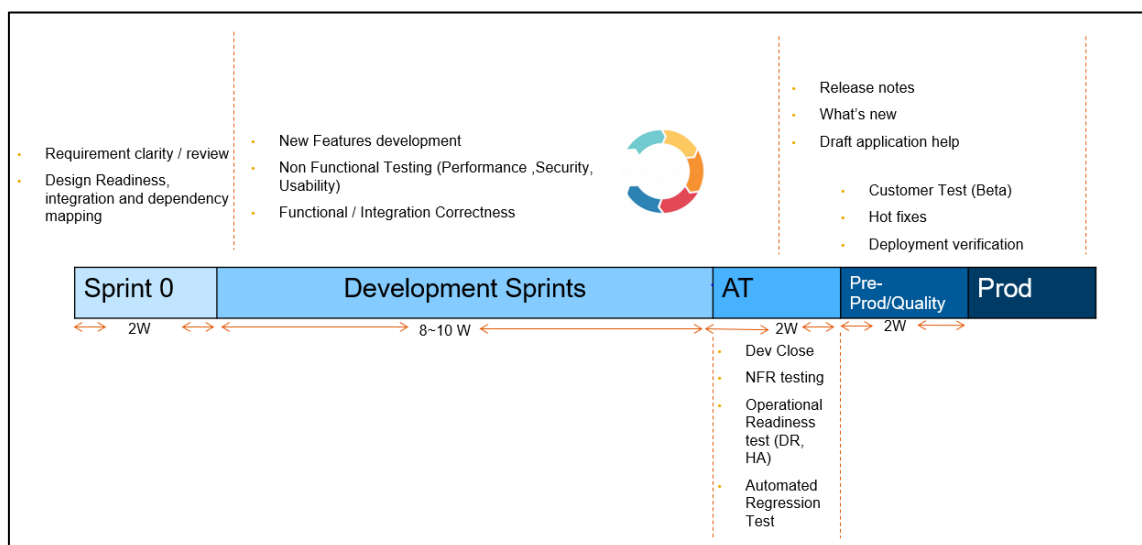 Requirement clarity / review
Design Readiness,
integration and dependency
mapping
New Features development
Non Functional Testing (Performance ,Security,
Usability)
Functional / Integration Correctness
Release notes
What's new
Draft application help
Customer Test (Beta)
Hot fixes
Deployment verification
Sprint 0
Development Sprints
AT
Pre-
Prod/Quality
Prod
2W
8~10 W
2W
2W
Dev Close
NFR testing
Operational
Readiness
test (DR,
HA)
Automated
Regression
Test